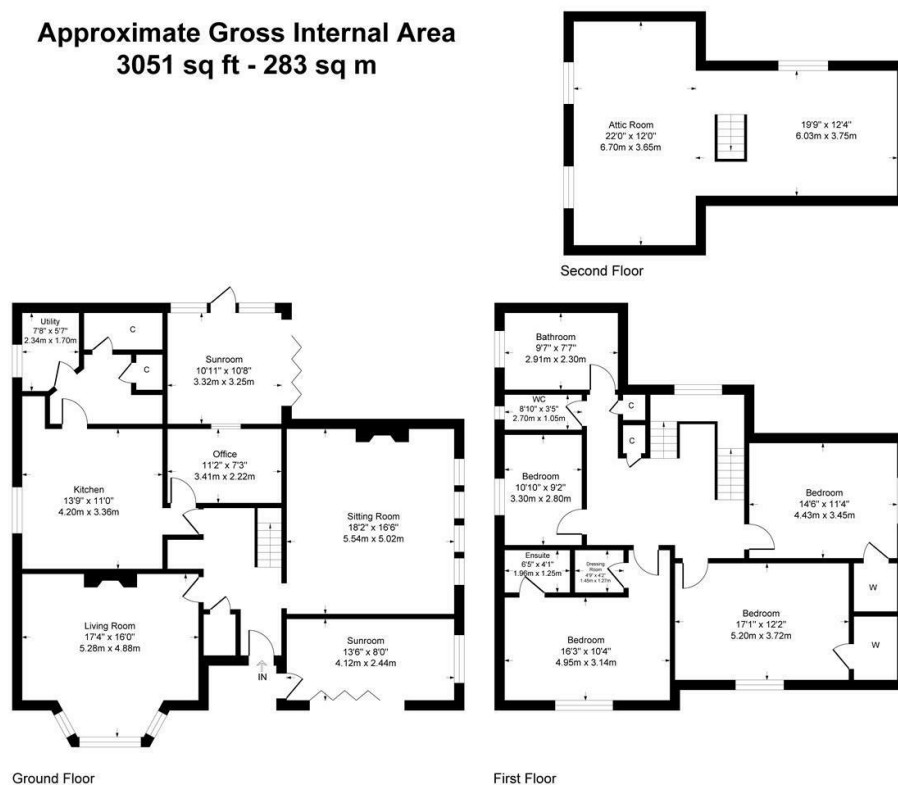 Approximate Gross Internal Area
3051 sq ft - 283 sq m
Attic Room
22'0" x 12'0"
6.70m x 3.65m
19'9" x 12'4"
6.03m x 3.75m
Second Floor
Utility
7'8" x 5'7"
2.34m x 1.70m
C
C
Sunroom
10'11" x 10'8"
3.32m x 3.25m
Office
11'2" x 7'3"
3.41m x 2.22m
Kitchen
13'9" x 11'0"
4.20m x 3.36m
Sitting Room
18'2" x 16'6"
5.54m x 5.02m
Living Room
17'4" x 16'0"
5.28m x 4.88m
Sunroom
13'6" x 8'0"
4.12m x 2.44m
IN
Ground Floor
Bathroom
9'7" x 7'7"
2.91m x 2.30m
WC
8'10" x 3'5"
2.70m x 1.05m
C
C
Bedroom
10'10" x 9'2"
3.30m x 2.80m
Bedroom
14'6" x 11'4"
4.43m x 3.45m
Ensuite
6'5" x 4'1"
1.96m x 1.25m
Dressing
Room
4'9" x 4'2"
1.45m x 1.27m
Bedroom
16'3" x 10'4"
4.95m x 3.14m
Bedroom
17'1" x 12'2"
5.20m x 3.72m
W
W
First Floor